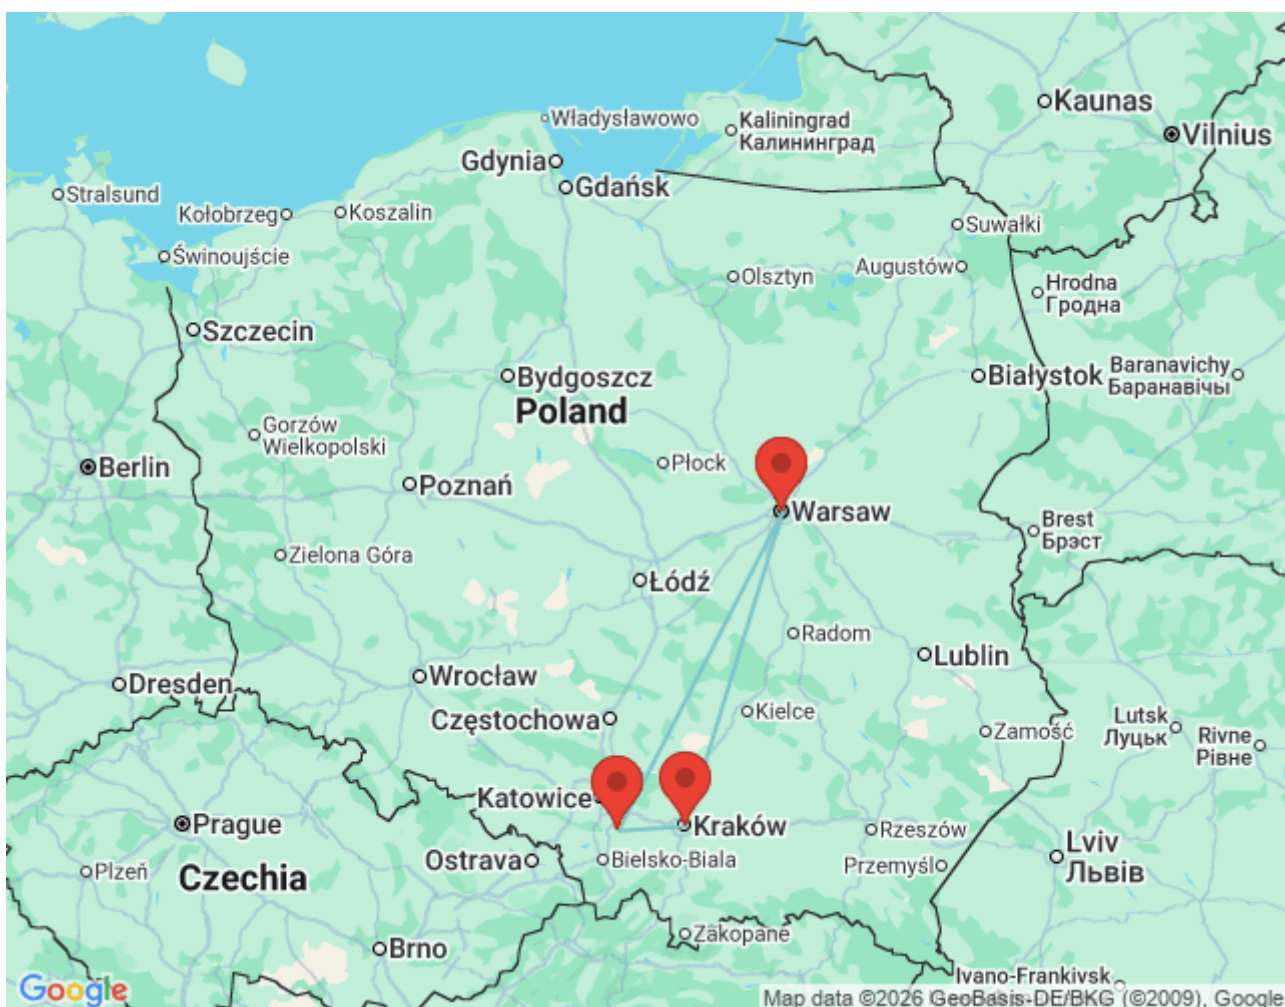 Kaunas
Vilnius
Władysławowo
Kaliningrad
Калининград
Gdynia
Gdańsk
Stralsund
Kołobrzeg
Koszalin
Suwałki
Świnoujście
Augustów
Olsztyn
Hrodna
Гродна
Szczecin
Bydgoszcz
Białystok
Baranavichy
Баранавічы
Poland
Gorzów
Wielkopolski
Berlin
Płock
Poznań
Warsaw
Brest
Брэст
Zielona Góra
Łódź
Radom
Lublin
Wrocław
Dresden
Częstochowa
Kielce
Zamość
Lutsk
Луцьк
Rivne
Рівне
Katowice
Prague
Kraków
Rzeszów
Lviv
Львів
Ostrava
Bielsko-Biala
Przemyśl
Plzeň
Czechia
Zakopane
Brno
Ivano-Frankivsk
Google
Map data ©2026 GeoBasis-DE/BKG (©2009), Google